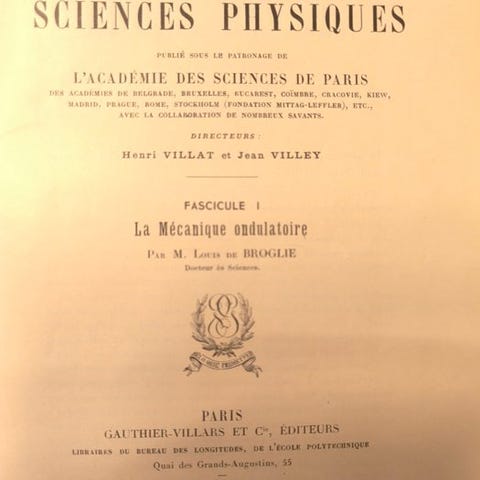 SCIENCES PHYSIQUES
PUBLIÉ SOUS LE PATRONAGE DE
L'ACADÉMIE DES SCIENCES DE PARIS
DES ACADÉMIES DE BELGRADE, BRUXELLES, BUCAREST, COÏMBRE, CRACOVIE, KIEW,
MADRID, PRAGUE, ROME, STOCKHOLM (FONDATION MITTAG-LEFFLER), ETC.,
AVEC LA COLLABORATION DE NOMBREUX SAVANTS.
DIRECTEURS :
Henri VILLAT et Jean VILLEY
FASCICULE I
La Mécanique ondulatoire
PAR M. LOUIS DE BROGLIE
Docteur ès Sciences.
PARIS
GAUTHIER-VILLARS ET Cie, ÉDITEURS
LIBRAIRES DU BUREAU DES LONGITUDES, DE L'ÉCOLE POLYTECHNIQUE
Quai des Grands-Augustins, 55